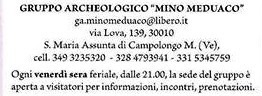 GRUPPO ARCHEOLOGICO “MINO MEDUACO”
ga.minomeduaco@libero.it
via Lova, 139, 30010
S. Maria Assunta di Campolongo M. (Ve),
cell. 349 3235320 - 328 4793941 - 331 5345759
Ogni venerdì sera feriale, dalle 21.00, la sede del gruppo è
aperta a visitatori per informazioni, incontri, prenotazioni.